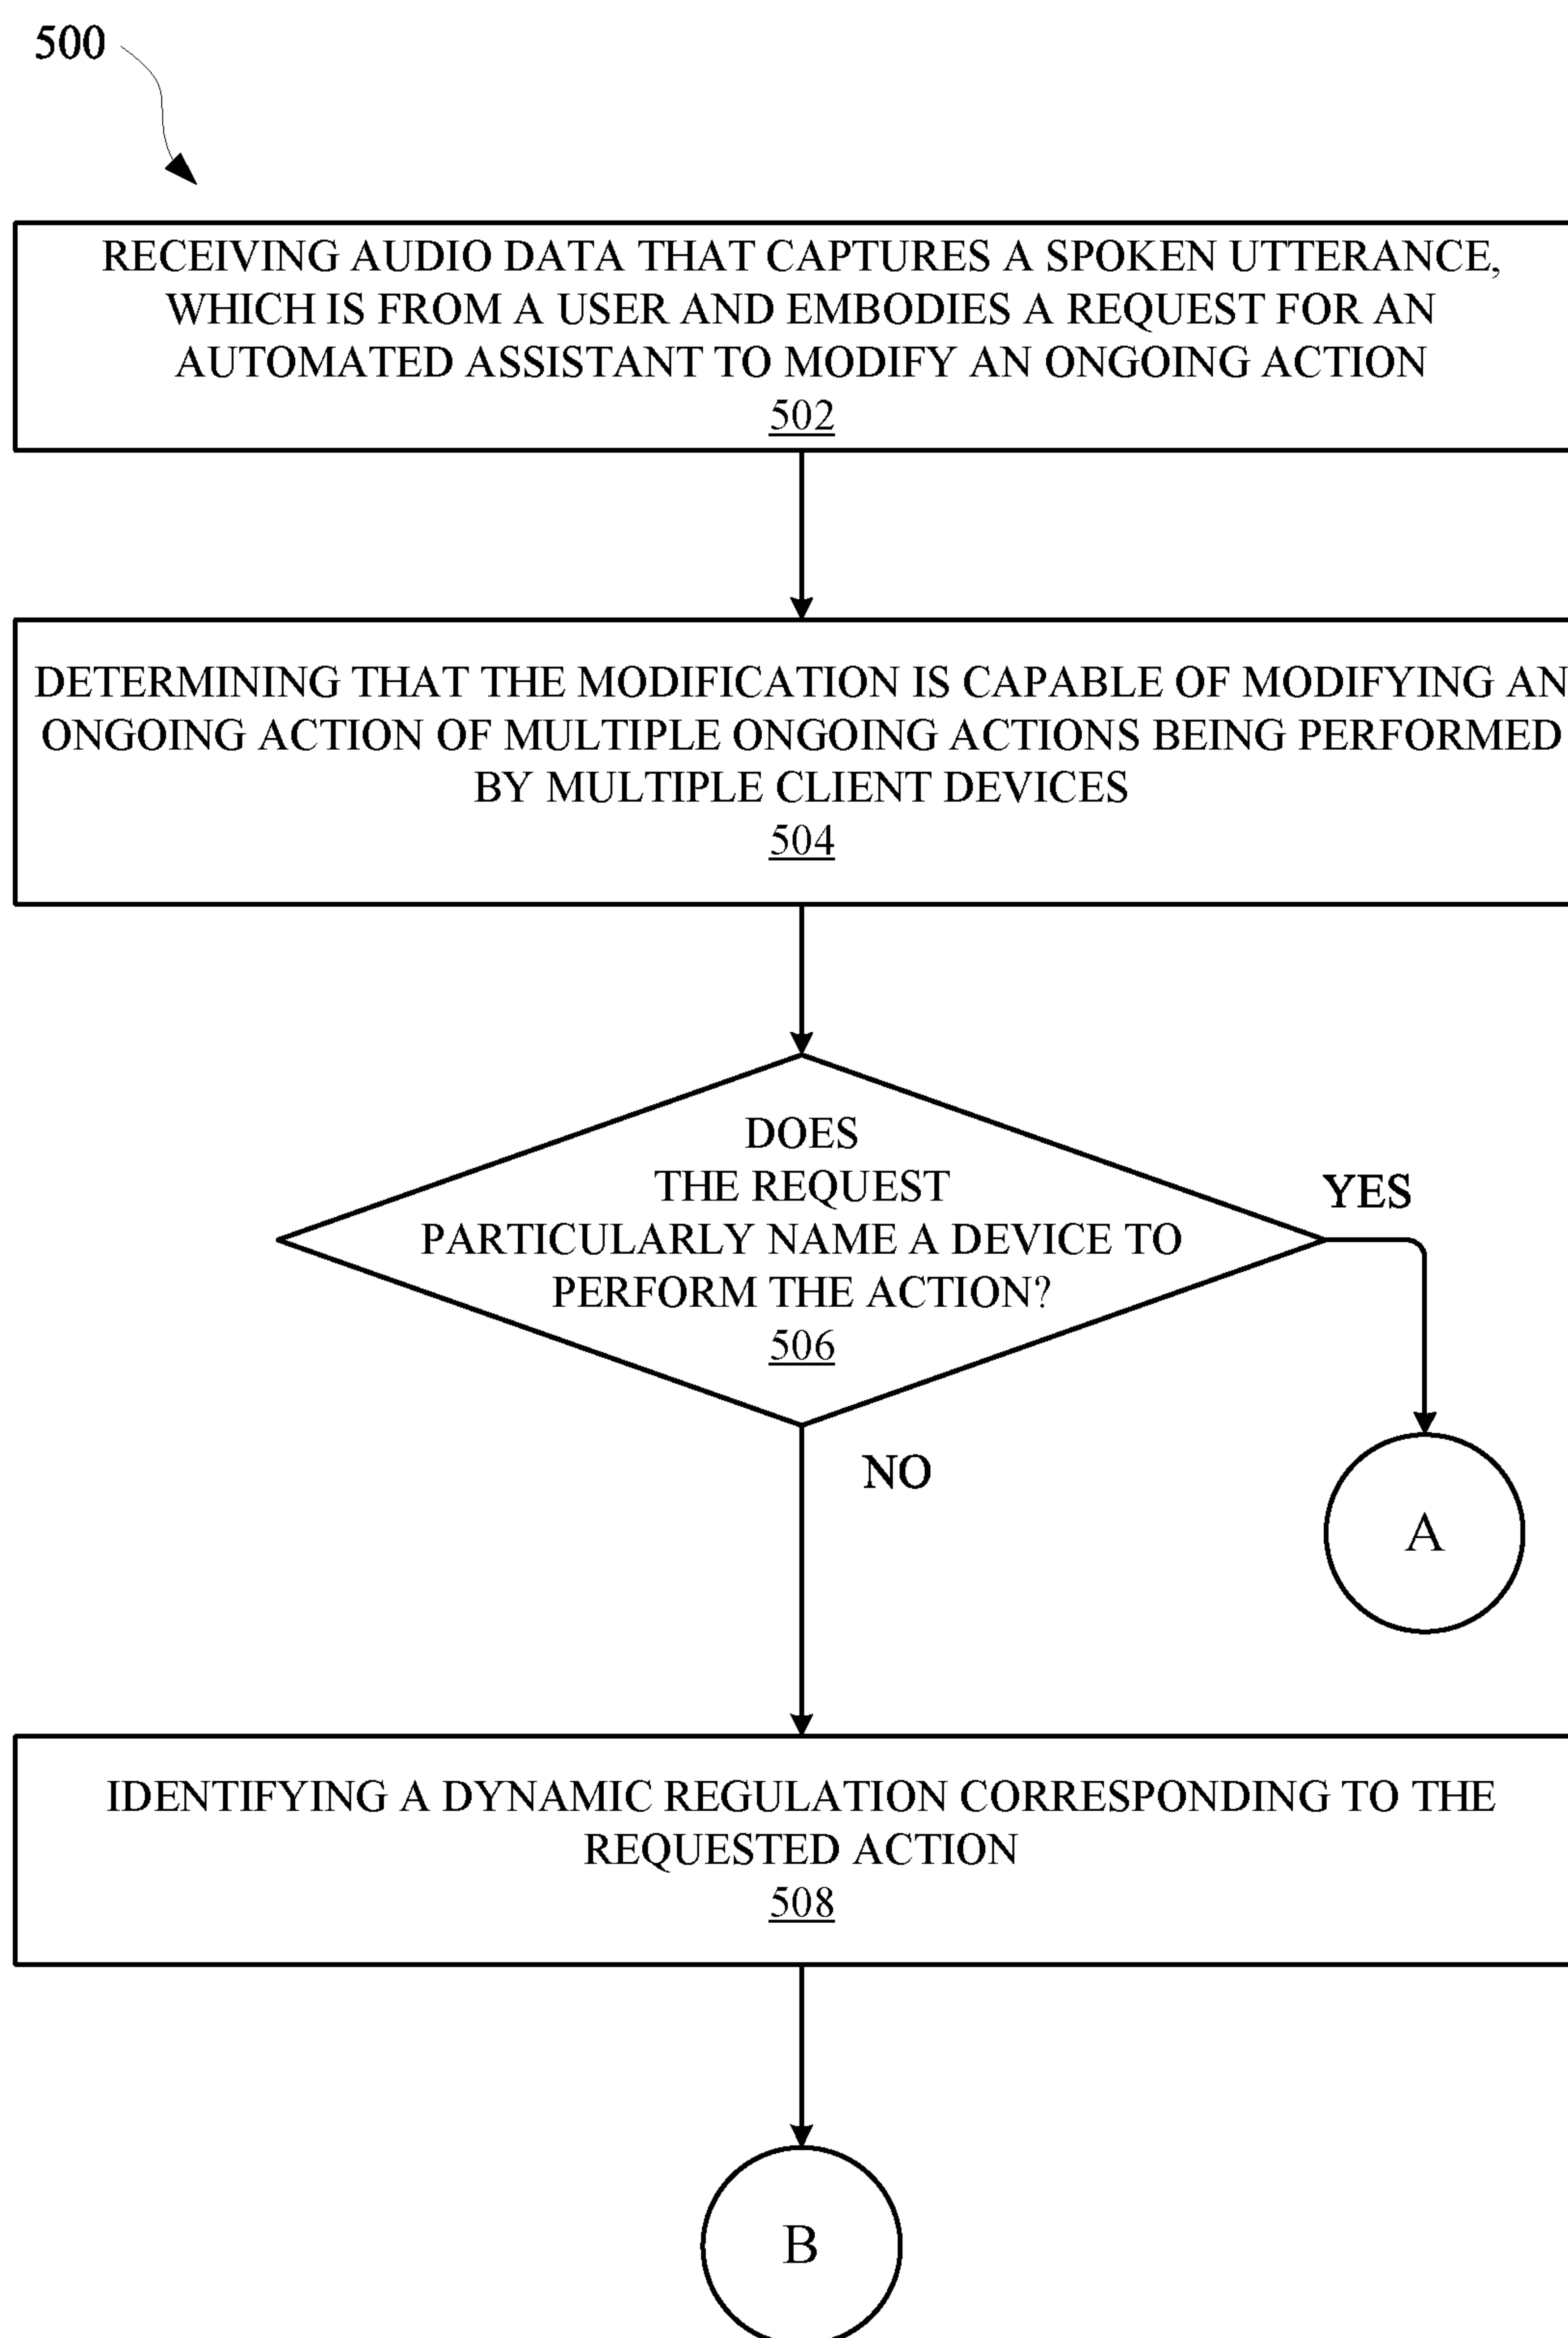 500
RECEIVING AUDIO DATA THAT CAPTURES A SPOKEN UTTERANCE,
WHICH IS FROM A USER AND EMBODIES A REQUEST FOR AN
AUTOMATED ASSISTANT TO MODIFY AN ONGOING ACTION
502
DETERMINING THAT THE MODIFICATION IS CAPABLE OF MODIFYING AN
ONGOING ACTION OF MULTIPLE ONGOING ACTIONS BEING PERFORMED
BY MULTIPLE CLIENT DEVICES
504
DOES
THE REQUEST
PARTICULARLY NAME A DEVICE TO
PERFORM THE ACTION?
506
YES
NO
A
IDENTIFYING A DYNAMIC REGULATION CORRESPONDING TO THE
REQUESTED ACTION
508
B